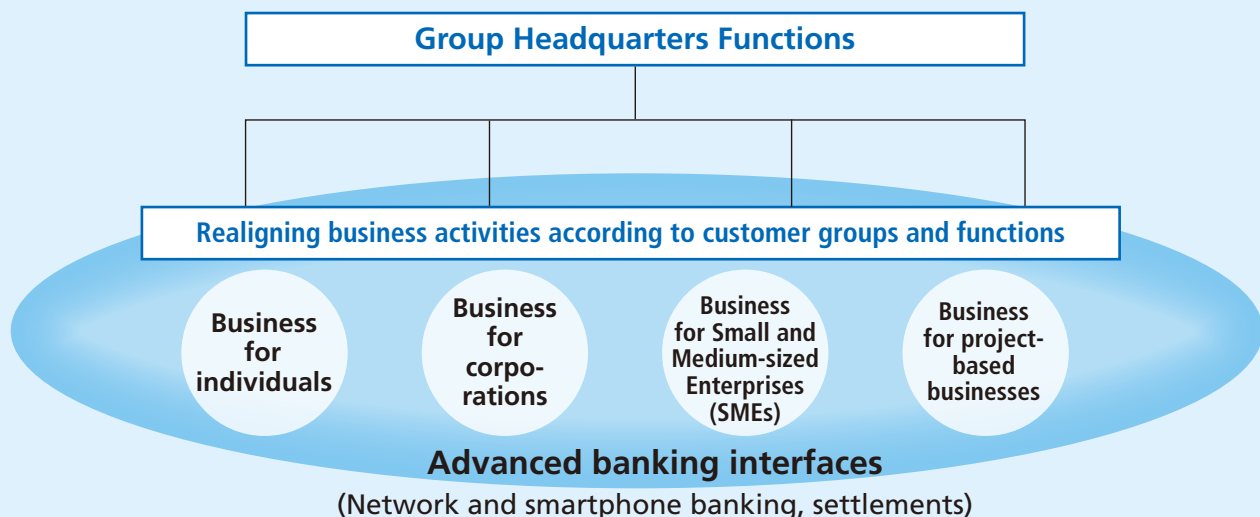 Group Headquarters Functions
Realigning business activities according to customer groups and functions
Business
for
individuals
Business
for
corpo-
rations
Business
for Small and
Medium-sized
Enterprises
(SMEs)
Business
for project-
based
businesses
Advanced banking interfaces
(Network and smartphone banking, settlements)